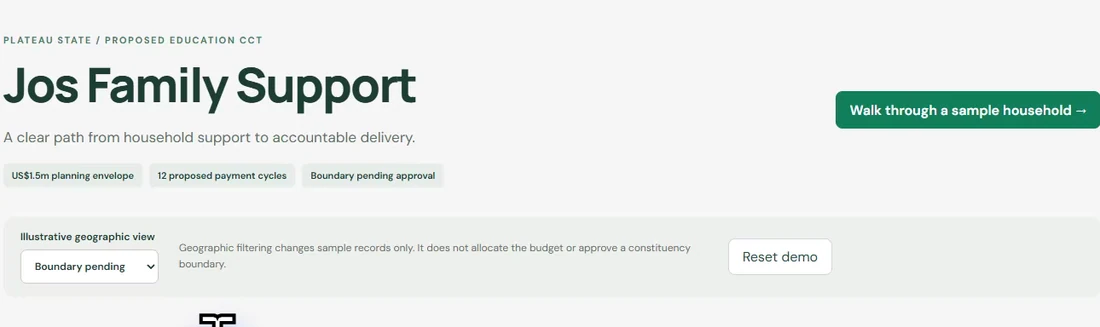 PLATEAU STATE / PROPOSED EDUCATION CCT
Jos Family Support
Walk through a sample household →
A clear path from household support to accountable delivery.
US$1.5m planning envelope
12 proposed payment cycles
Boundary pending approval
Illustrative geographic view
Boundary pending
Geographic filtering changes sample records only. It does not allocate the budget or approve a constituency
boundary.
Reset demo